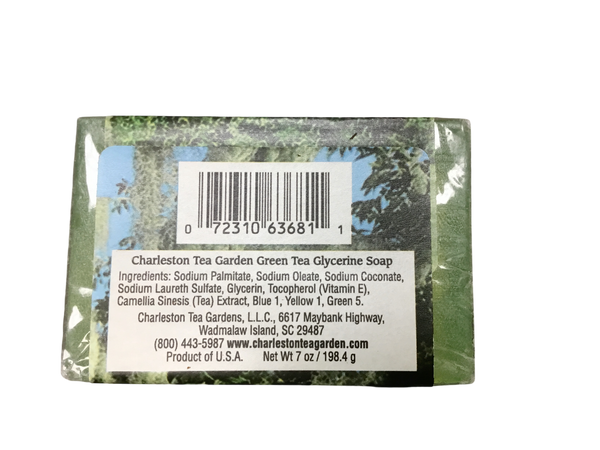 0 72310 63681 1
Charleston Tea Garden Green Tea Glycerine Soap
Ingredients: Sodium Palmitate, Sodium Oleate, Sodium Coconate,
Sodium Laureth Sulfate, Glycerin, Tocopherol (Vitamin E),
Camellia Sinesis (Tea) Extract, Blue 1, Yellow 1, Green 5.
Charleston Tea Gardens, L.L.C., 6617 Maybank Highway,
Wadmalaw Island, SC 29487
(800) 443-5987 www.charlestonteagarden.com
Product of U.S.A. Net Wt 7 oz / 198.4 g